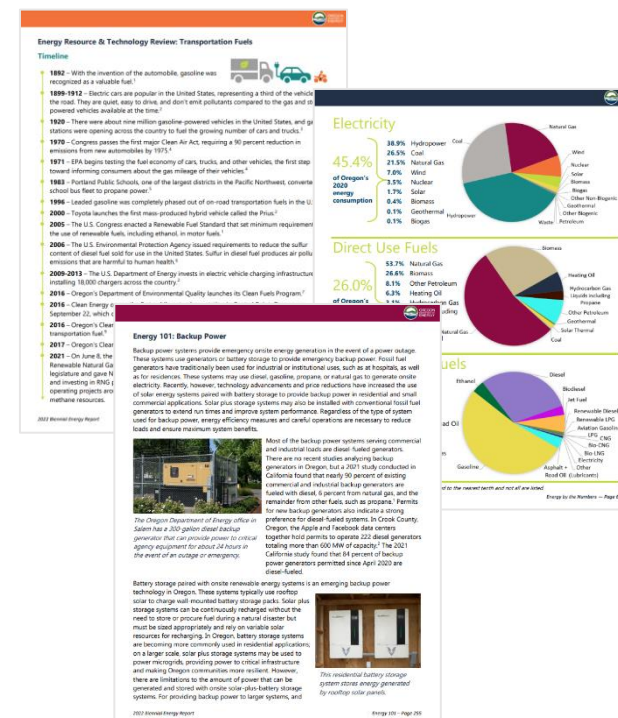 Energy Resource & Technology Review: Transportation Fuels
Timeline
1892 – With the invention of the automobile, gasoline was
recognized as a valuable fuel.¹
1899-1912 – Electric cars are popular in the United States, representing a third of the vehicle
the road. They are quiet, easy to drive, and don't emit pollutants compared to the gas and st
powered vehicles available at the time.²
1920 – There were about nine million gasoline-powered vehicles in the United States, and ga
stations were opening across the country to fuel the growing number of cars and trucks.³
1970 – Congress passes the first major Clean Air Act, requiring a 90 percent reduction in
emissions from new automobiles by 1975.⁴
1971 – EPA begins testing the fuel economy of cars, trucks, and other vehicles, the first step
toward informing consumers about the gas mileage of their vehicles.⁴
1983 – Portland Public Schools, one of the largest districts in the Pacific Northwest, converte
school bus fleet to propane power.⁵
1996 – Leaded gasoline was completely phased out of on-road transportation fuels in the U.
2000 – Toyota launches the first mass-produced hybrid vehicle called the Prius.
2005 – The U.S. Congress enacted a Renewable Fuel Standard that set minimum requirement
the use of renewable fuels, including ethanol, in motor fuels.
2006 – The U.S. Environmental Protection Agency issued requirements to reduce the sulfur
content of diesel fuel sold for use in the United States. Sulfur in diesel fuel produces air pollu
emissions that are harmful to human health.
2009-2013 – The U.S. Department of Energy invests in electric vehicle charging infrastructure
installing 18,000 chargers across the country.
2016 – Oregon's Department of Environmental Quality launches its Clean Fuels Program.
2016 – Clean Energy
September 22, which
2016 – Oregon's Clean
transportation fuel.
2017 – Oregon's Clean
2021 – On June 8, the
Renewable Natural Ga
legislature and gave N
and investing in RNG p
operating projects aro
methane resources.
2022 Biennial Energy Report
Electricity
45.4%
of Oregon's
2020
energy
consumption
38.9% Hydropower
26.5% Coal
21.5% Natural Gas
7.0% Wind
3.5% Nuclear
1.7% Solar
0.4% Biomass
0.1% Geothermal
0.1% Biogas
Coal
Natural Gas
Wind
Nuclear
Solar
Biomass
Biogas
Other Non-Biogenic
Geothermal
Other Biogenic
Petroleum
Waste
Hydropower
Direct Use Fuels
26.0%
of Oregon's
53.7% Natural Gas
26.6% Biomass
8.1% Other Petroleum
6.3% Heating Oil
Gas
Biomass
Heating Oil
Hydrocarbon Gas
Liquids including
Propane
Other Petroleum
Geothermal
Solar Thermal
Coal
Natural Gas
uels
Ethanol
Diesel
Biodiesel
Jet Fuel
Renewable Diesel
Renewable LPG
Aviation Gasoline
LPG
CNG
Bio-CNG
Bio-LNG
Electricity
Other
Asphalt +
Road Oil
(Lubricants)
Gasoline
ed to the nearest tenth and not all are listed.
Energy by the Numbers — Page
Energy 101: Backup Power
Backup power systems provide emergency onsite energy generation in the event of a power outage.
These systems use generators or battery storage to provide emergency backup power. Fossil fuel
generators have traditionally been used for industrial or institutional uses, such as at hospitals, as well
as for residences. These systems may use diesel, gasoline, propane, or natural gas to generate onsite
electricity. Recently, however, technology advancements and price reductions have increased the use
of solar energy systems paired with battery storage to provide backup power in residential and small
commercial applications. Solar plus storage systems may also be installed with conventional fossil fuel
generators to extend run times and improve system performance. Regardless of the type of system
used for backup power, energy efficiency measures and careful operations are necessary to reduce
loads and ensure maximum system benefits.
Most of the backup power systems serving commercial
and industrial loads are diesel-fueled generators.
There are no recent studies analyzing backup
generators in Oregon, but a 2021 study conducted in
California found that nearly 90 percent of existing
commercial and industrial backup generators are
fueled with diesel, 6 percent from natural gas, and the
remainder from other fuels, such as propane.¹ Permits
for new backup generators also indicate a strong
preference for diesel-fueled systems. In Crook County,
Oregon, the Apple and Facebook data centers
together hold permits to operate 222 diesel generators
totaling more than 600 MW of capacity.² The 2021
California study found that 84 percent of backup
power generators permitted since April 2020 are
diesel-fueled.
The Oregon Department of Energy office in
Salem has a 300-gallon diesel backup
generator that can provide power to critical
agency equipment for about 24 hours in
the event of an outage or emergency.
Battery storage paired with onsite renewable energy systems is an emerging backup power
technology in Oregon. These systems typically use rooftop
solar to charge wall-mounted battery storage packs. Solar plus
storage systems can be continuously recharged without the
need to store or procure fuel during a natural disaster but
must be sized appropriately and rely on variable solar
resources for recharging. In Oregon, battery storage systems
are becoming more commonly used in residential applications;
on a larger scale, solar plus storage systems may be used to
power microgrids, providing power to critical infrastructure
and making Oregon communities more resilient. However,
there are limitations to the amount of power that can be
generated and stored with onsite solar-plus-battery storage
systems. For providing backup power to larger systems, and
This residential battery storage
system stores energy generated
by rooftop solar panels.
2022 Biennial Energy Report
Energy 101 – Page 255